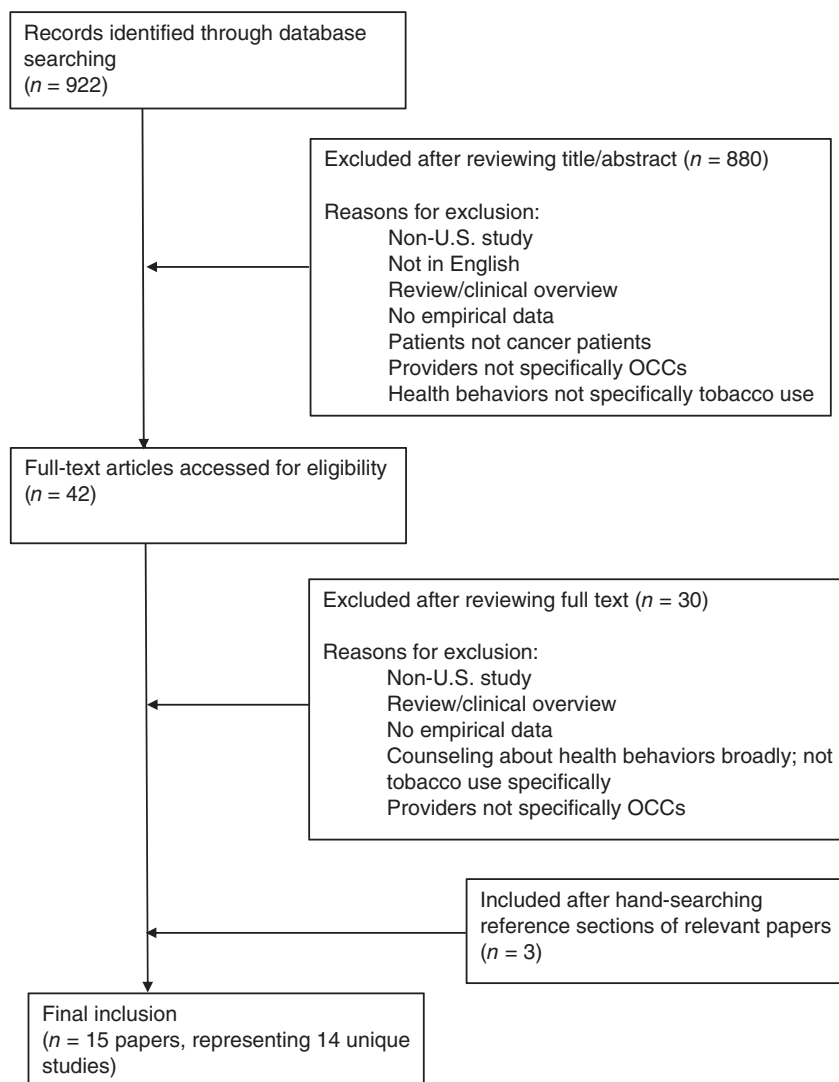 Records identified through database
searching
(n = 922)
Excluded after reviewing title/abstract (n = 880)
Reasons for exclusion:
Non-U.S. study
Not in English
Review/clinical overview
No empirical data
Patients not cancer patients
Providers not specifically OCCs
Health behaviors not specifically tobacco use
Full-text articles accessed for eligibility
(n = 42)
Excluded after reviewing full text (n = 30)
Reasons for exclusion:
Non-U.S. study
Review/clinical overview
No empirical data
Counseling about health behaviors broadly; not
tobacco use specifically
Providers not specifically OCCs
Included after hand-searching
reference sections of relevant papers
(n = 3)
Final inclusion
(n = 15 papers, representing 14 unique
studies)